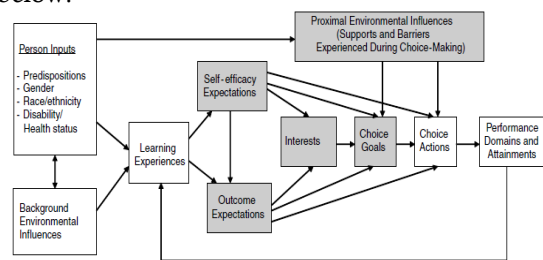 below:
Person Inputs
- Predispositions
- Gender
- Race/ethnicity
- Disability/
Health status
Background
Environmental
Influences
Learning
Experiences
Self-efficacy
Expectations
Outcome
Expectations
Interests
Proximal Environmental Influences
(Supports and Barriers
Experienced During Choice-Making)
Choice
Goals
Choice
Actions
Performance
Domains and
Attainments